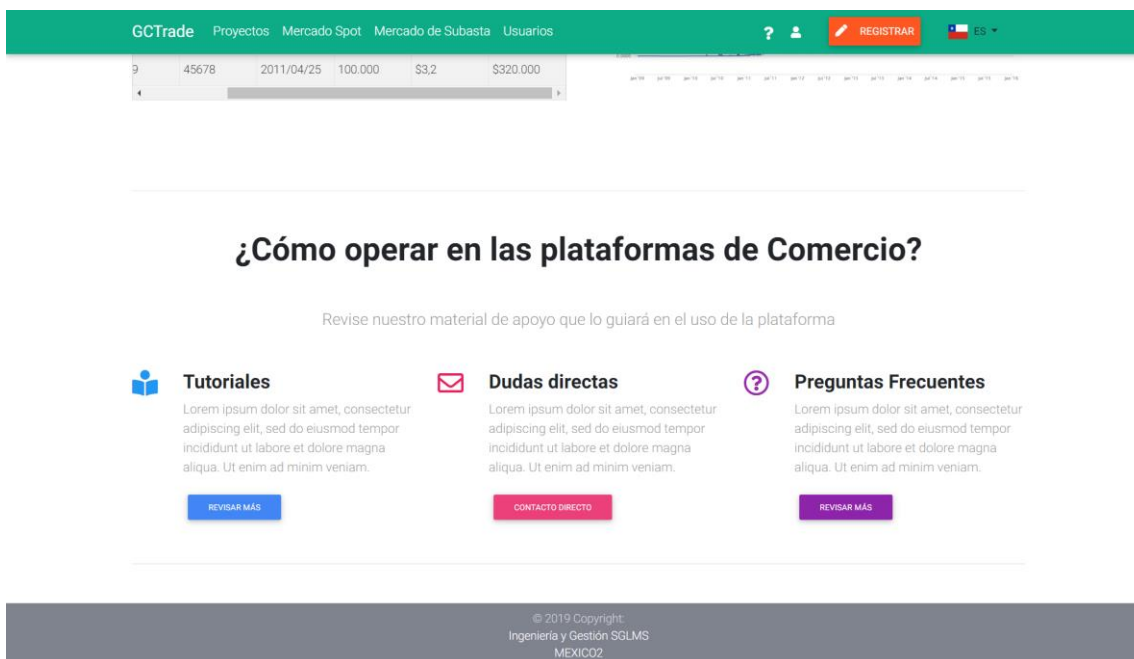 GCTrade Proyectos Mercado Spot Mercado de Subasta Usuarios ? REGISTRAR ES
9 45678 2011/04/25 100.000 $3,2 $320.000
¿Cómo operar en las plataformas de Comercio?
Revise nuestro material de apoyo que lo guiará en el uso de la plataforma
Tutoriales
Lorem ipsum dolor sit amet, consectetur
adipiscing elit, sed do eiusmod tempor
incididunt ut labore et dolore magna
aliqua. Ut enim ad minim veniam.
REVISAR MÁS
Dudas directas
Lorem ipsum dolor sit amet, consectetur
adipiscing elit, sed do eiusmod tempor
incididunt ut labore et dolore magna
aliqua. Ut enim ad minim veniam.
CONTACTO DIRECTO
Preguntas Frecuentes
Lorem ipsum dolor sit amet, consectetur
adipiscing elit, sed do eiusmod tempor
incididunt ut labore et dolore magna
aliqua. Ut enim ad minim veniam.
REVISAR MÁS
© 2019 Copyright:
Ingeniería y Gestión SGLMS
MEXICO2